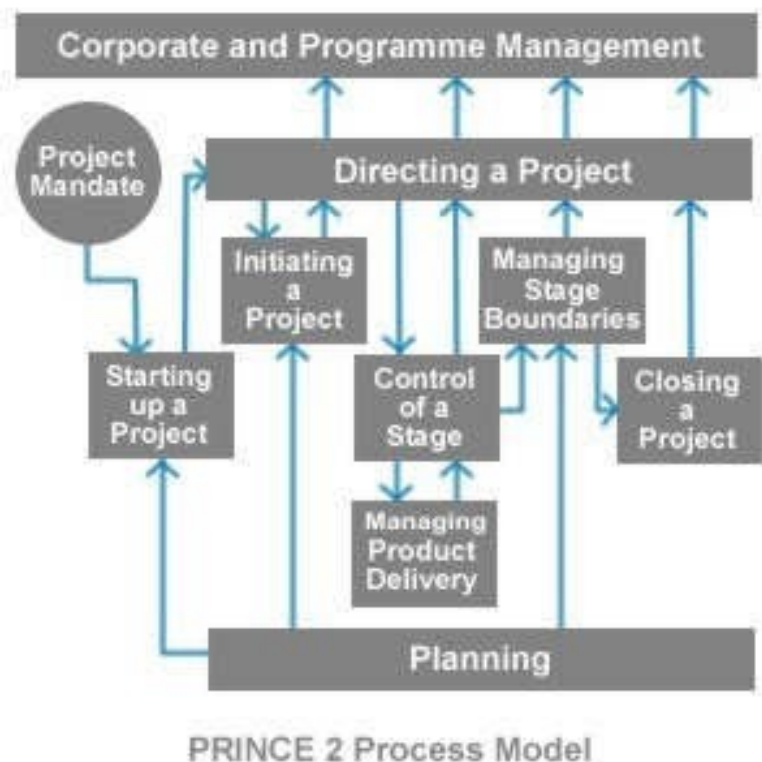 Corporate and Programme Management
Project
Mandate
Directing a Project
Initiating
a
Project
Managing
Stage
Boundaries
Starting
up a
Project
Control
of a
Stage
Closing
a
Project
Managing
Product
Delivery
Planning
PRINCE 2 Process Model